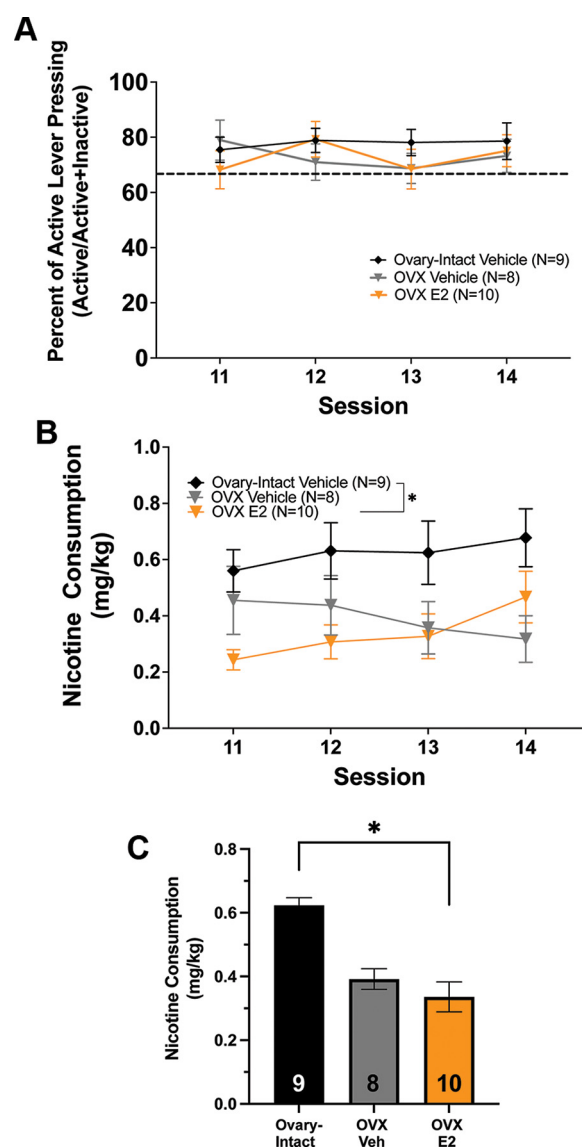 A
Percent of Active Lever Pressing
(Active/Active+Inactive)
100
80
60
40
20
0
Ovary-Intact Vehicle (N=9)
OVX Vehicle (N=8)
OVX E2 (N=10)
11 12 13 14
Session
B
Nicotine Consumption
(mg/kg)
1.0
0.8
0.6
0.4
0.2
0.0
Ovary-Intact Vehicle (N=9)
OVX Vehicle (N=8)
OVX E2 (N=10)
*
11 12 13 14
Session
C
Nicotine Consumption
(mg/kg)
0.8
0.6
0.4
0.2
0.0
*
9 8 10
Ovary-
Intact
OVX
Veh
OVX
E2